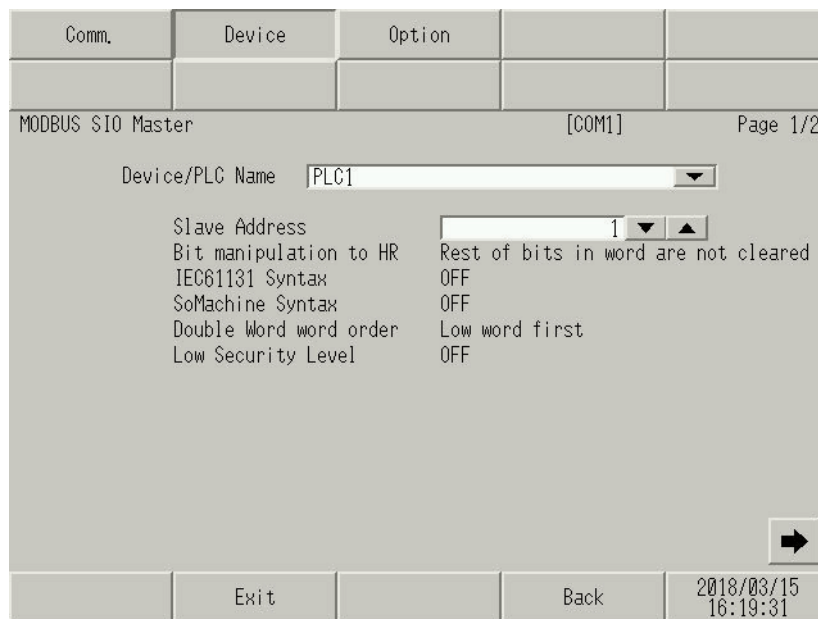 Comm. Device Option
MODBUS SIO Master [COM1] Page 1/2
Device/PLC Name PLC1
Slave Address 1
Bit manipulation to HR Rest of bits in word are not cleared
IEC61131 Syntax OFF
SoMachine Syntax OFF
Double Word word order Low word first
Low Security Level OFF
Exit Back 2018/03/15
16:19:31